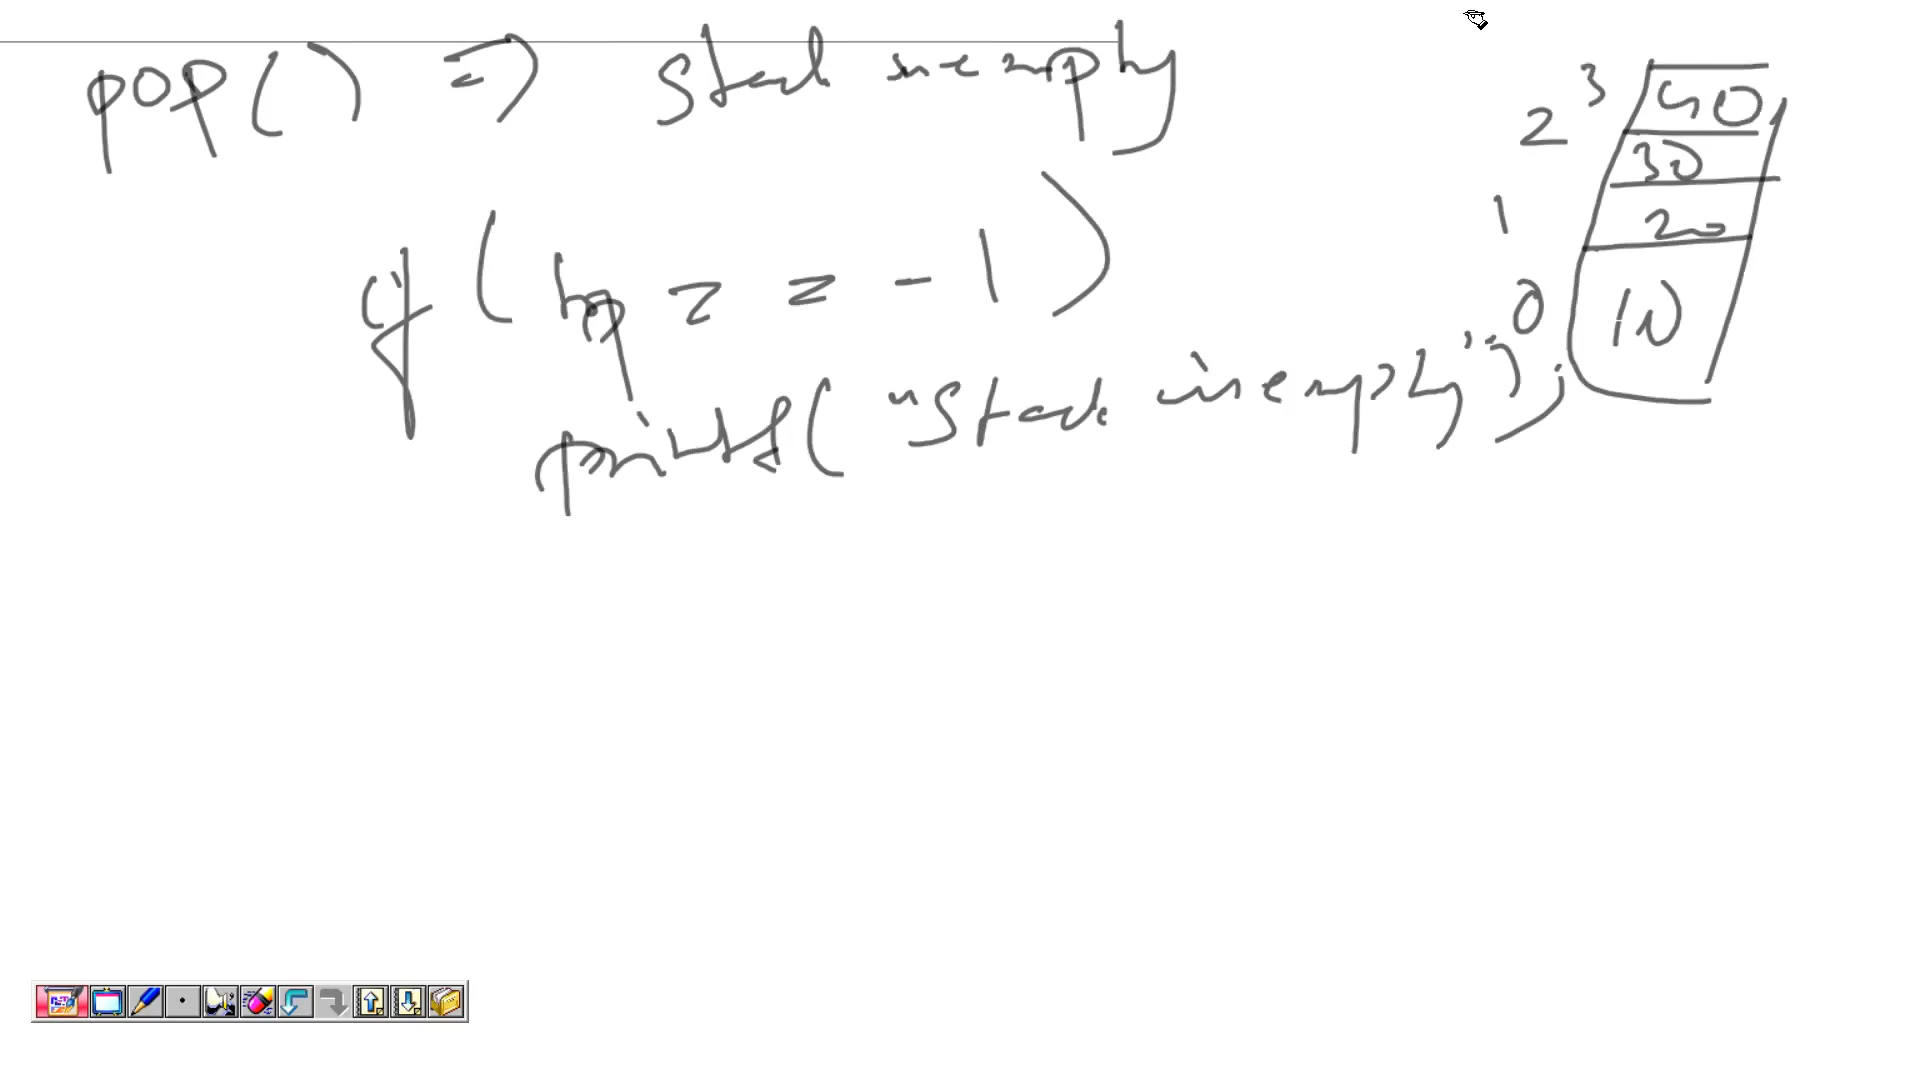 pop() => stack is empty
if (top == -1)
printf("Stack is empty");
3 40
2 30
1 20
0 10